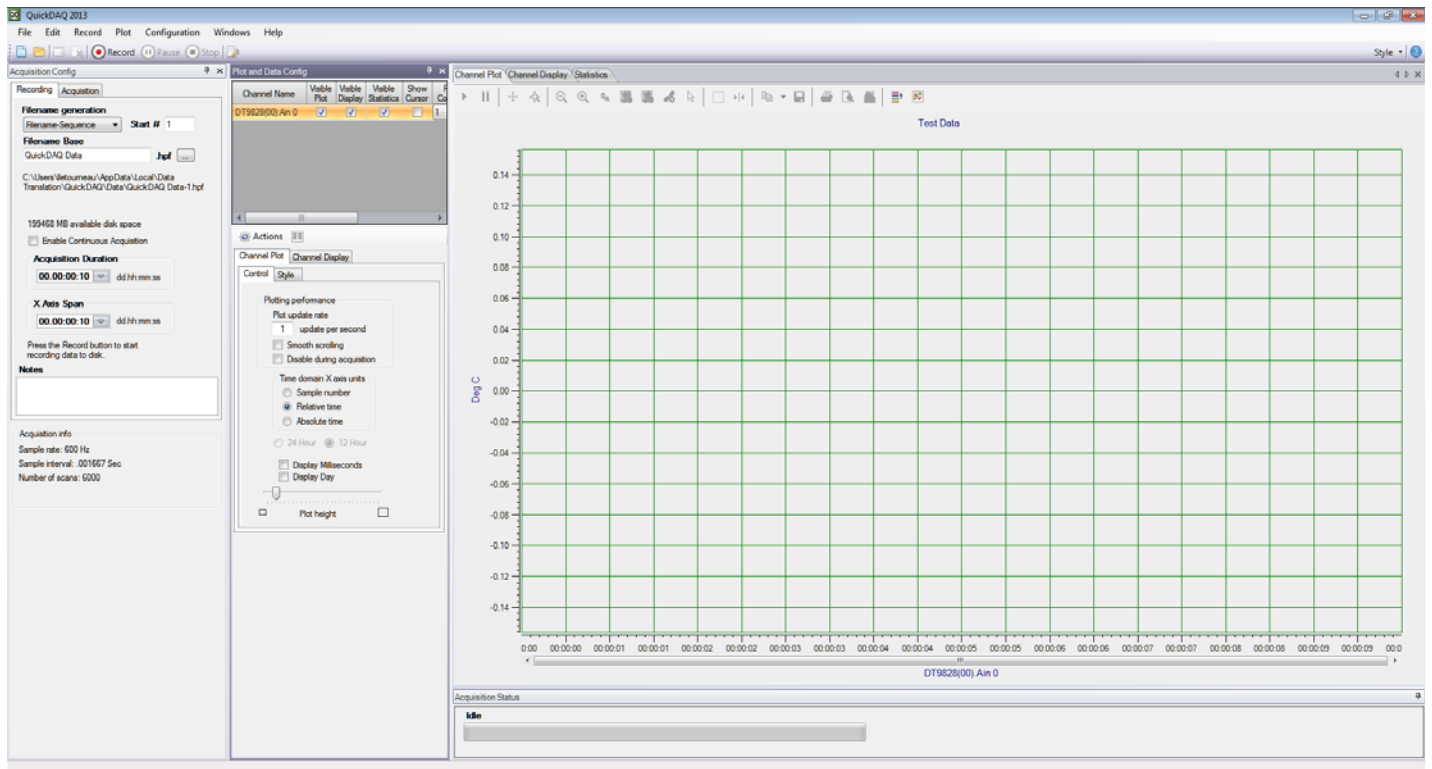 QuickDAQ 2013
File Edit Record Plot Configuration Windows Help
Record Pause Stop
Style
Acquisition Config
Recording Acquisition
Filename generation
Filename-Sequence Start # 1
Filename Base
QuickDAQ Data .hpf ...
C:\Users\lletourneau\AppData\Local\Data
Translation\QuickDAQ\Data\QuickDAQ Data-1.hpf
199468 MB available disk space
Enable Continuous Acquisition
Acquisition Duration
00.00:00:10 dd.hh:mm:ss
X Axis Span
00.00:00:10 dd.hh:mm:ss
Press the Record button to start
recording data to disk.
Notes
Acquisition info
Sample rate: 600 Hz
Sample interval: .001667 Sec
Number of scans: 6000
Plot and Data Config
Channel Name Visible Plot Visible Display Visible Statistics Show Cursor
DT9828(00).Ain 0 1
Actions
Channel Plot Channel Display
Control Style
Plotting performance
Plot update rate
1 update per second
Smooth scrolling
Disable during acquisition
Time domain X axis units
Sample number
Relative time
Absolute time
24 Hour 12 Hour
Display Milliseconds
Display Day
Plot height
Channel Plot Channel Display Statistics
Test Data
0.14
0.12
0.10
0.08
0.06
0.04
0.02
0.00
-0.02
-0.04
-0.06
-0.08
-0.10
-0.12
-0.14
Deg C
0:00 00:00:00 00:00:01 00:00:01 00:00:02 00:00:02 00:00:03 00:00:03 00:00:04 00:00:04 00:00:05 00:00:05 00:00:06 00:00:06 00:00:07 00:00:07 00:00:08 00:00:08 00:00:09 00:00:09 00:0
DT9828(00).Ain 0
Acquisition Status
Idle